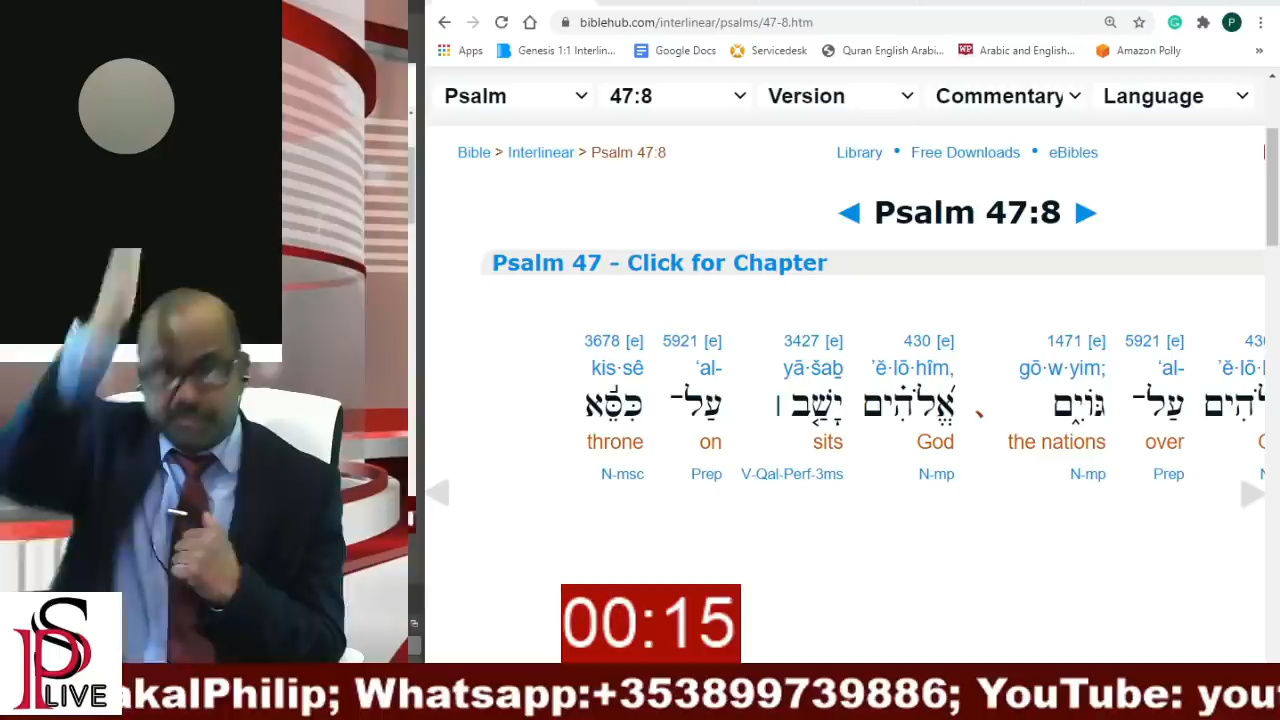 biblehub.com/interlinear/psalms/47-8.htm
Apps Genesis 1:1 Interlin... Google Docs Servicedesk Quran English Arabi... Arabic and English... Amazon Polly »
Psalm 47:8 Version Commentary Language
Bible > Interlinear > Psalm 47:8 Library • Free Downloads • eBibles
Psalm 47:8
Psalm 47 - Click for Chapter
3678 [e] 5921 [e] 3427 [e] 430 [e] 1471 [e] 5921 [e]
kis·sê ‘al- yā·šaḇ ’ĕ·lō·hîm, gō·w·yim; ‘al- ’ĕ·lō·
כִּסֵּ֬א עַל־ יָשַׁ֤ב ׀ אֱ֝לֹהִ֗ים גּוֹיִ֑ם עַל־
throne on sits God the nations over
N-msc Prep V-Qal-Perf-3ms N-mp N-mp Prep
00:15
SP LIVE
akalPhilip; Whatsapp:+353899739886; YouTube: you